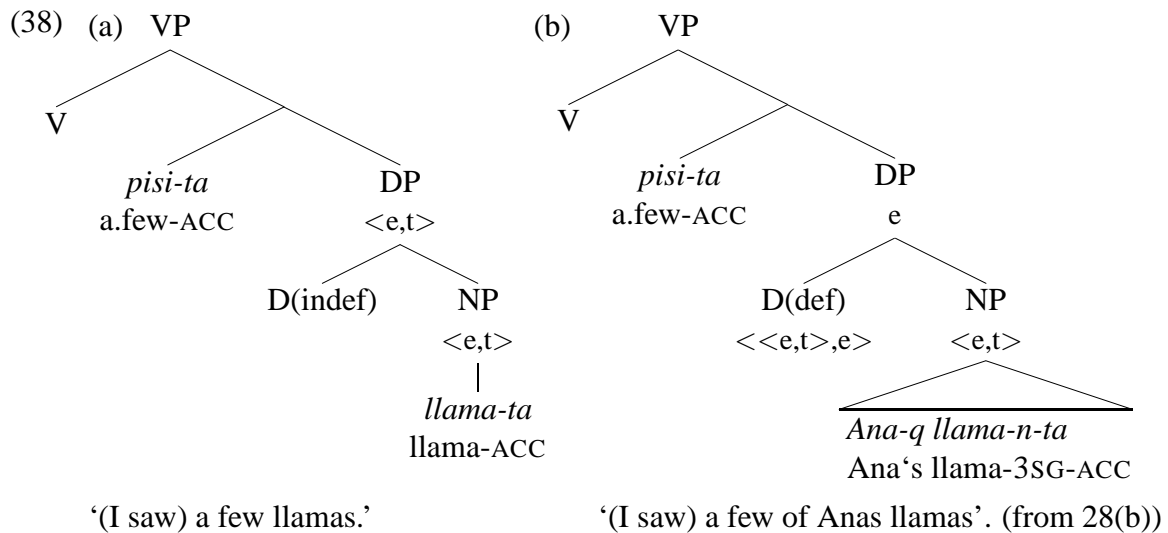 (38) (a) VP (b) VP
V V
pisi-ta DP pisi-ta DP
a.few-ACC <e,t> a.few-ACC e
D(indef) NP D(def) NP
<e,t> <<e,t>,e> <e,t>
llama-ta Ana-q llama-n-ta
llama-ACC Ana‘s llama-3SG-ACC
‘(I saw) a few llamas.’ ‘(I saw) a few of Anas llamas’. (from 28(b))